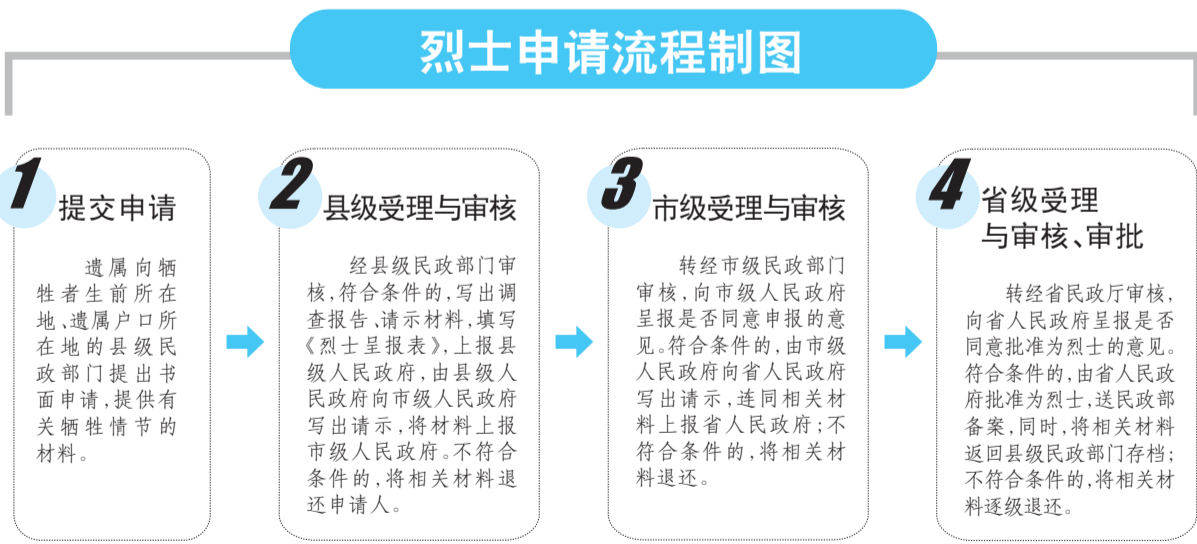 烈士申请流程制图
1
提交申请
遗属向牺
牲者生前所在
地、遗属户口所
在地的县级民
政部门提出书
面申请,提供有
关牺牲情节的
材料。
2
县级受理与审核
经县级民政部门审
核,符合条件的,写出调
查报告、请示材料,填写
《烈士呈报表》,上报县
级人民政府,由县级人
民政府向市级人民政府
写出请示,将材料上报
市级人民政府。不符合
条件的,将相关材料退
还申请人。
3
市级受理与审核
转经市级民政部门
审核,向市级人民政府
呈报是否同意申报的意
见。符合条件的,由市级
人民政府向省人民政府
写出请示,连同相关材
料上报省人民政府;不
符合条件的,将相关材
料退还。
4
省级受理
与审核、审批
转经省民政厅审核,
向省人民政府呈报是否
同意批准为烈士的意见。
符合条件的,由省人民政
府批准为烈士,送民政部
备案,同时,将相关材料
返回县级民政部门存档;
不符合条件的,将相关材
料逐级退还。